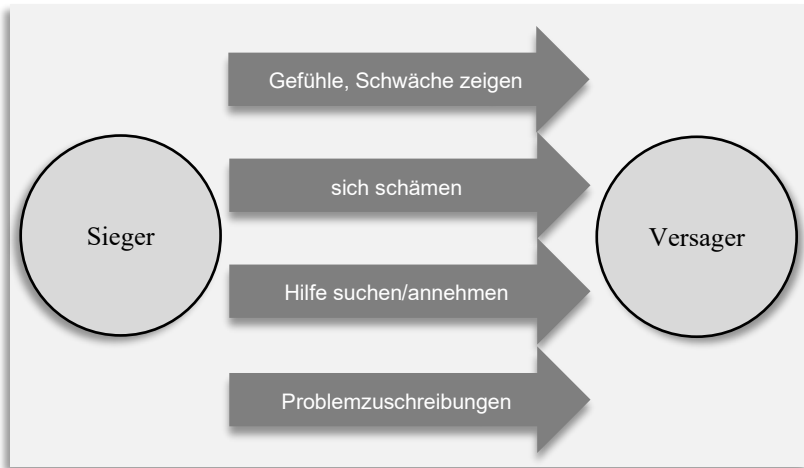 Gefühle, Schwäche zeigen
sich schämen
Sieger
Versager
Hilfe suchen/annehmen
Problemzuschreibungen